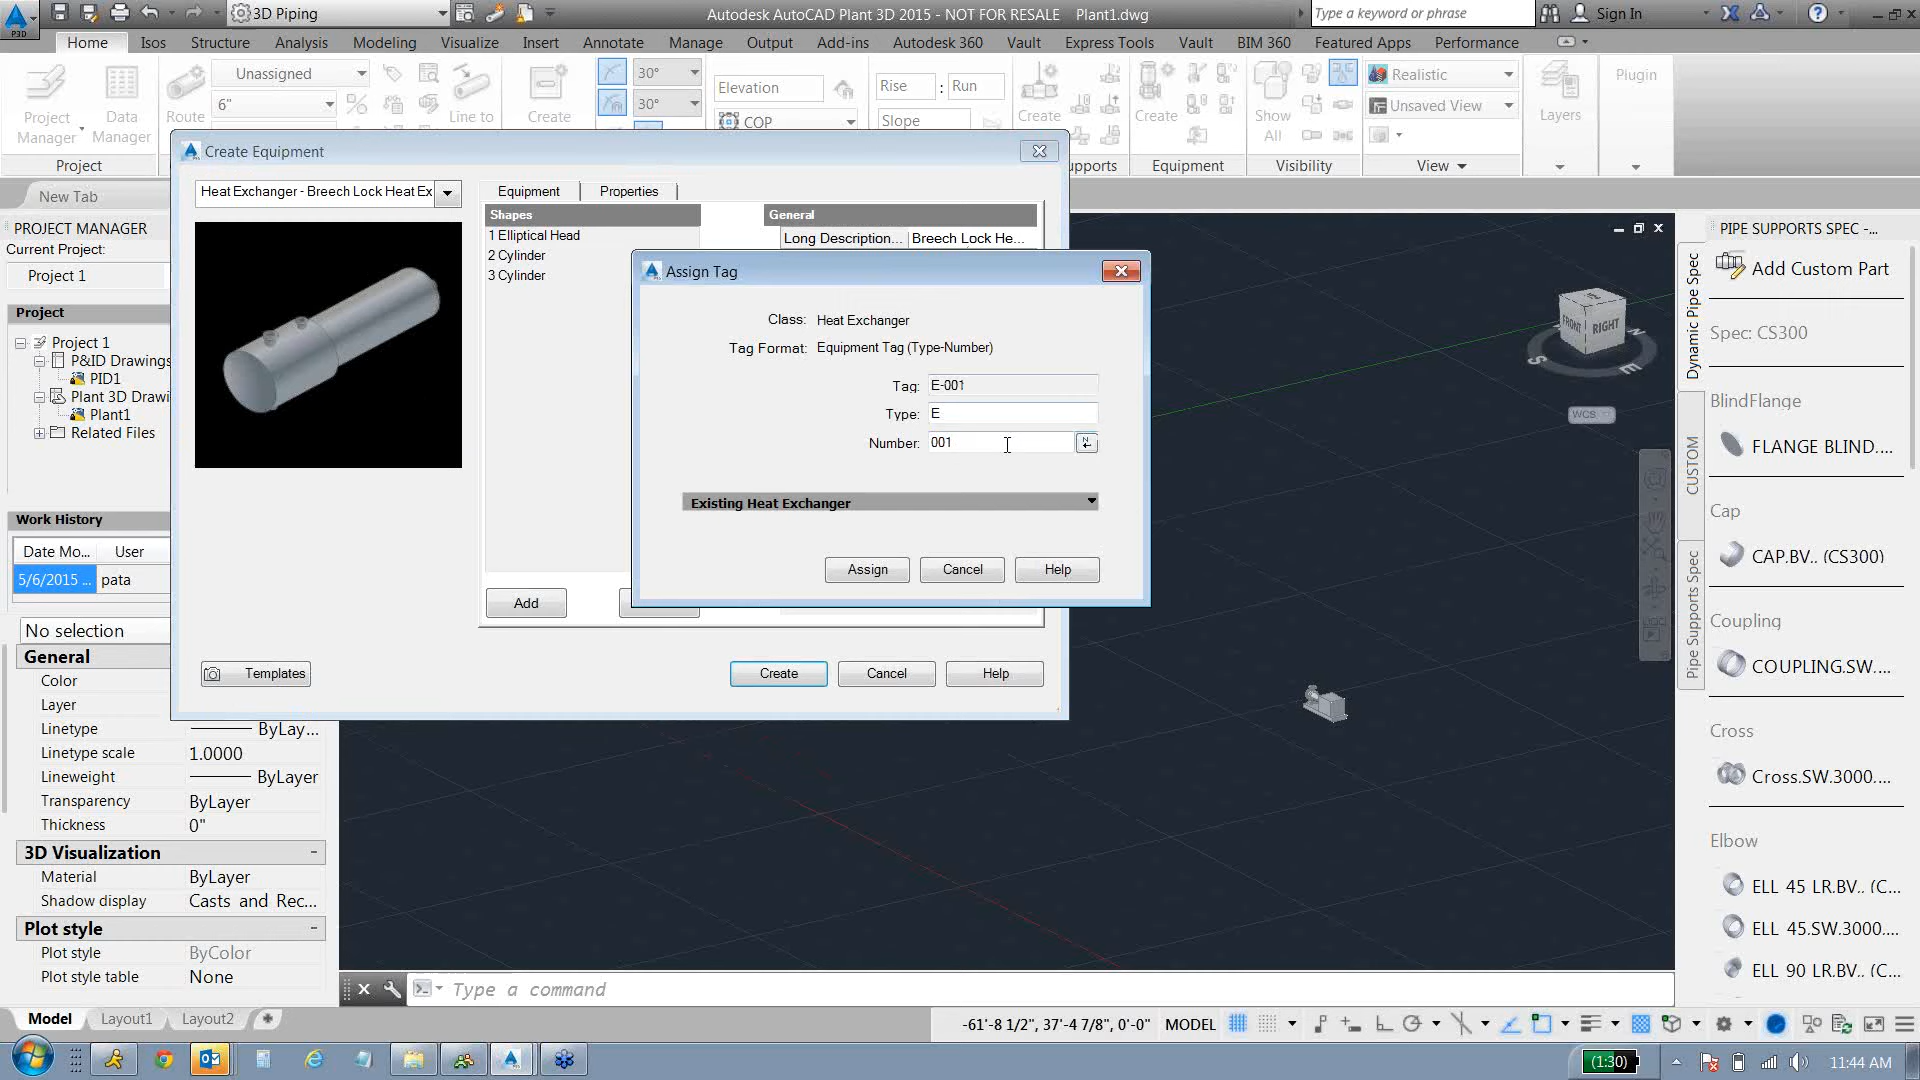 3D Piping
Autodesk AutoCAD Plant 3D 2015 - NOT FOR RESALE Plant1.dwg
Type a keyword or phrase
Sign In
P3D
Home Isos Structure Analysis Modeling Visualize Insert Annotate Manage Output Add-ins Autodesk 360 Vault Express Tools Vault BIM 360 Featured Apps Performance
Unassigned
6"
Project Manager
Data Manager
Route
Line to
Create
30°
30°
Elevation
COP
Rise : Run
Slope
Create
Create
Show All
Realistic
Unsaved View
Layers
Plugin
Project
upports
Equipment
Visibility
View
New Tab
PROJECT MANAGER
Current Project:
Project 1
Project
Project 1
P&ID Drawings
PID1
Plant 3D Drawi
Plant1
Related Files
Work History
Date Mo... User
5/6/2015 ... pata
No selection
General
Color
Layer
Linetype ByLay...
Linetype scale 1.0000
Lineweight ByLayer
Transparency ByLayer
Thickness 0"
3D Visualization
Material ByLayer
Shadow display Casts and Rec...
Plot style
Plot style ByColor
Plot style table None
Create Equipment
Heat Exchanger - Breech Lock Heat Ex
Equipment Properties
Shapes
1 Elliptical Head
2 Cylinder
3 Cylinder
General
Long Description... Breech Lock He...
Add
Templates
Create Cancel Help
Assign Tag
Class: Heat Exchanger
Tag Format: Equipment Tag (Type-Number)
Tag: E-001
Type: E
Number: 001
Existing Heat Exchanger
Assign Cancel Help
FRONT
RIGHT
S
E
N
WCS
PIPE SUPPORTS SPEC -...
Dynamic Pipe Spec
CUSTOM
Pipe Supports Spec
Add Custom Part
Spec: CS300
BlindFlange
FLANGE BLIND....
Cap
CAP.BV.. (CS300)
Coupling
COUPLING.SW....
Cross
Cross.SW.3000....
Elbow
ELL 45 LR.BV.. (C...
ELL 45.SW.3000....
ELL 90 LR.BV.. (C...
Type a command
Model Layout1 Layout2
-61'-8 1/2", 37'-4 7/8", 0'-0" MODEL
(1:30)
11:44 AM